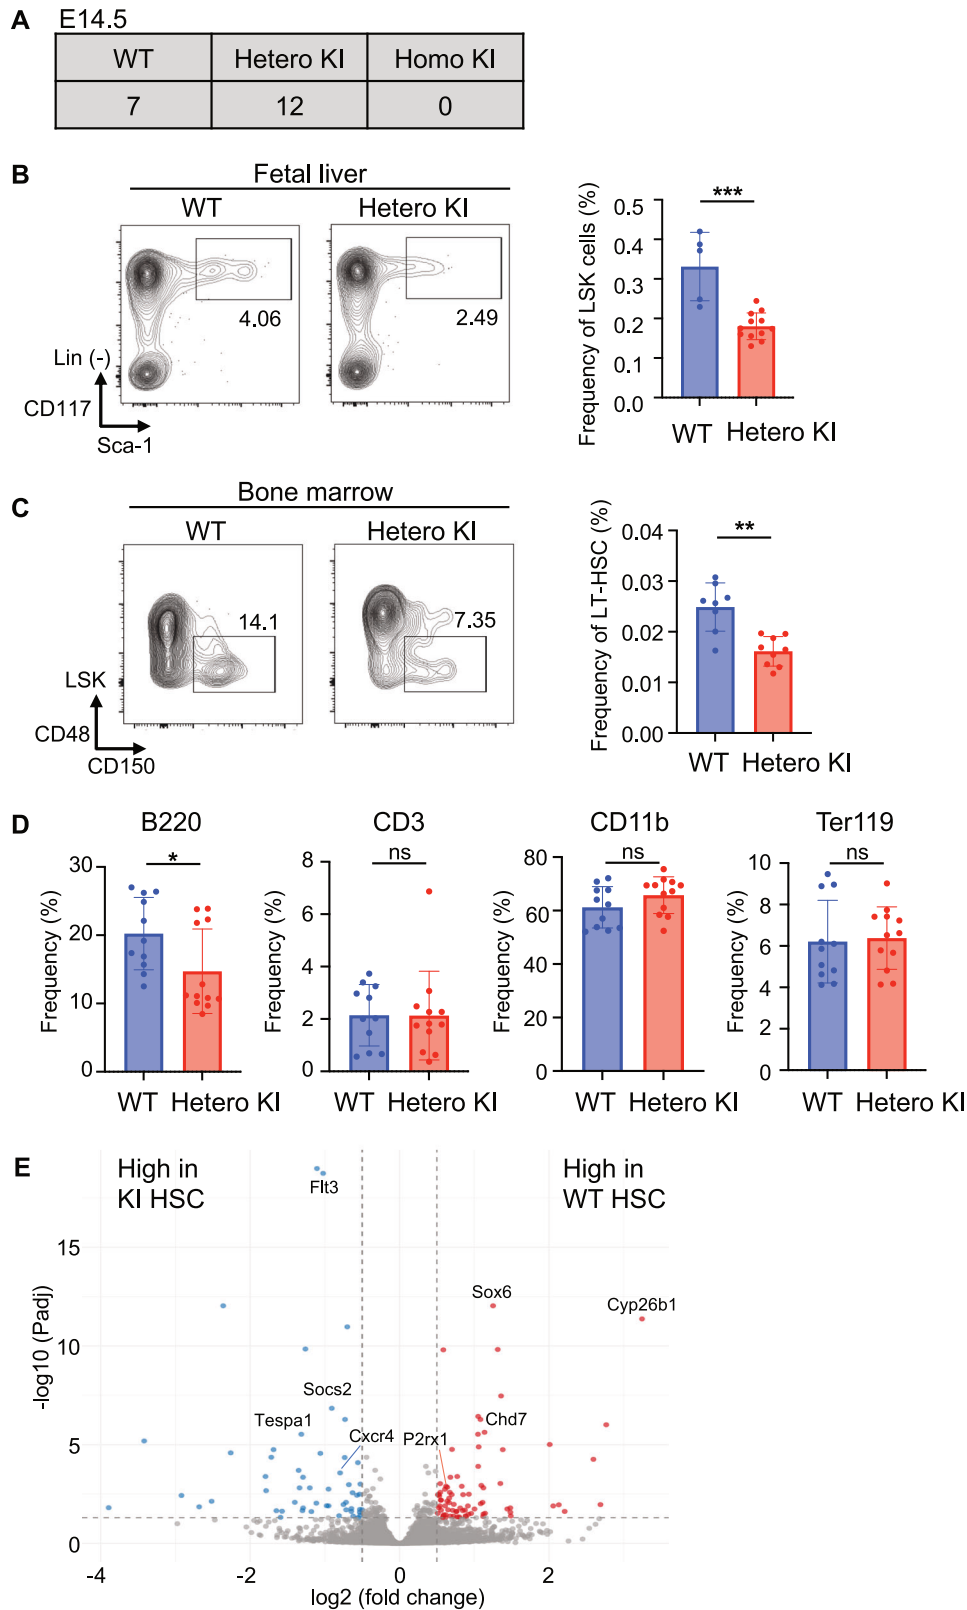 A E14.5
WT Hetero KI Homo KI
7 12 0
B
Fetal liver
WT Hetero KI
4.06
2.49
Lin (-)
CD117
Sca-1
Frequency of LSK cells (%)
0.5
0.4
0.3
0.2
0.1
0.0
***
WT Hetero KI
C
Bone marrow
WT Hetero KI
14.1
7.35
LSK
CD48
CD150
Frequency of LT-HSC (%)
0.04
0.03
0.02
0.01
0.00
**
WT Hetero KI
D
B220
Frequency (%)
30
20
10
0
*
WT Hetero KI
CD3
Frequency (%)
8
6
4
2
0
ns
WT Hetero KI
CD11b
Frequency (%)
80
60
40
20
0
ns
WT Hetero KI
Ter119
Frequency (%)
10
8
6
4
2
0
ns
WT Hetero KI
E
High in
KI HSC
High in
WT HSC
Flt3
Sox6
Cyp26b1
Socs2
Tespa1
Cxcr4
P2rx1
Chd7
-log10 (Padj)
15
10
5
0
-4 -2 0 2
log2 (fold change)